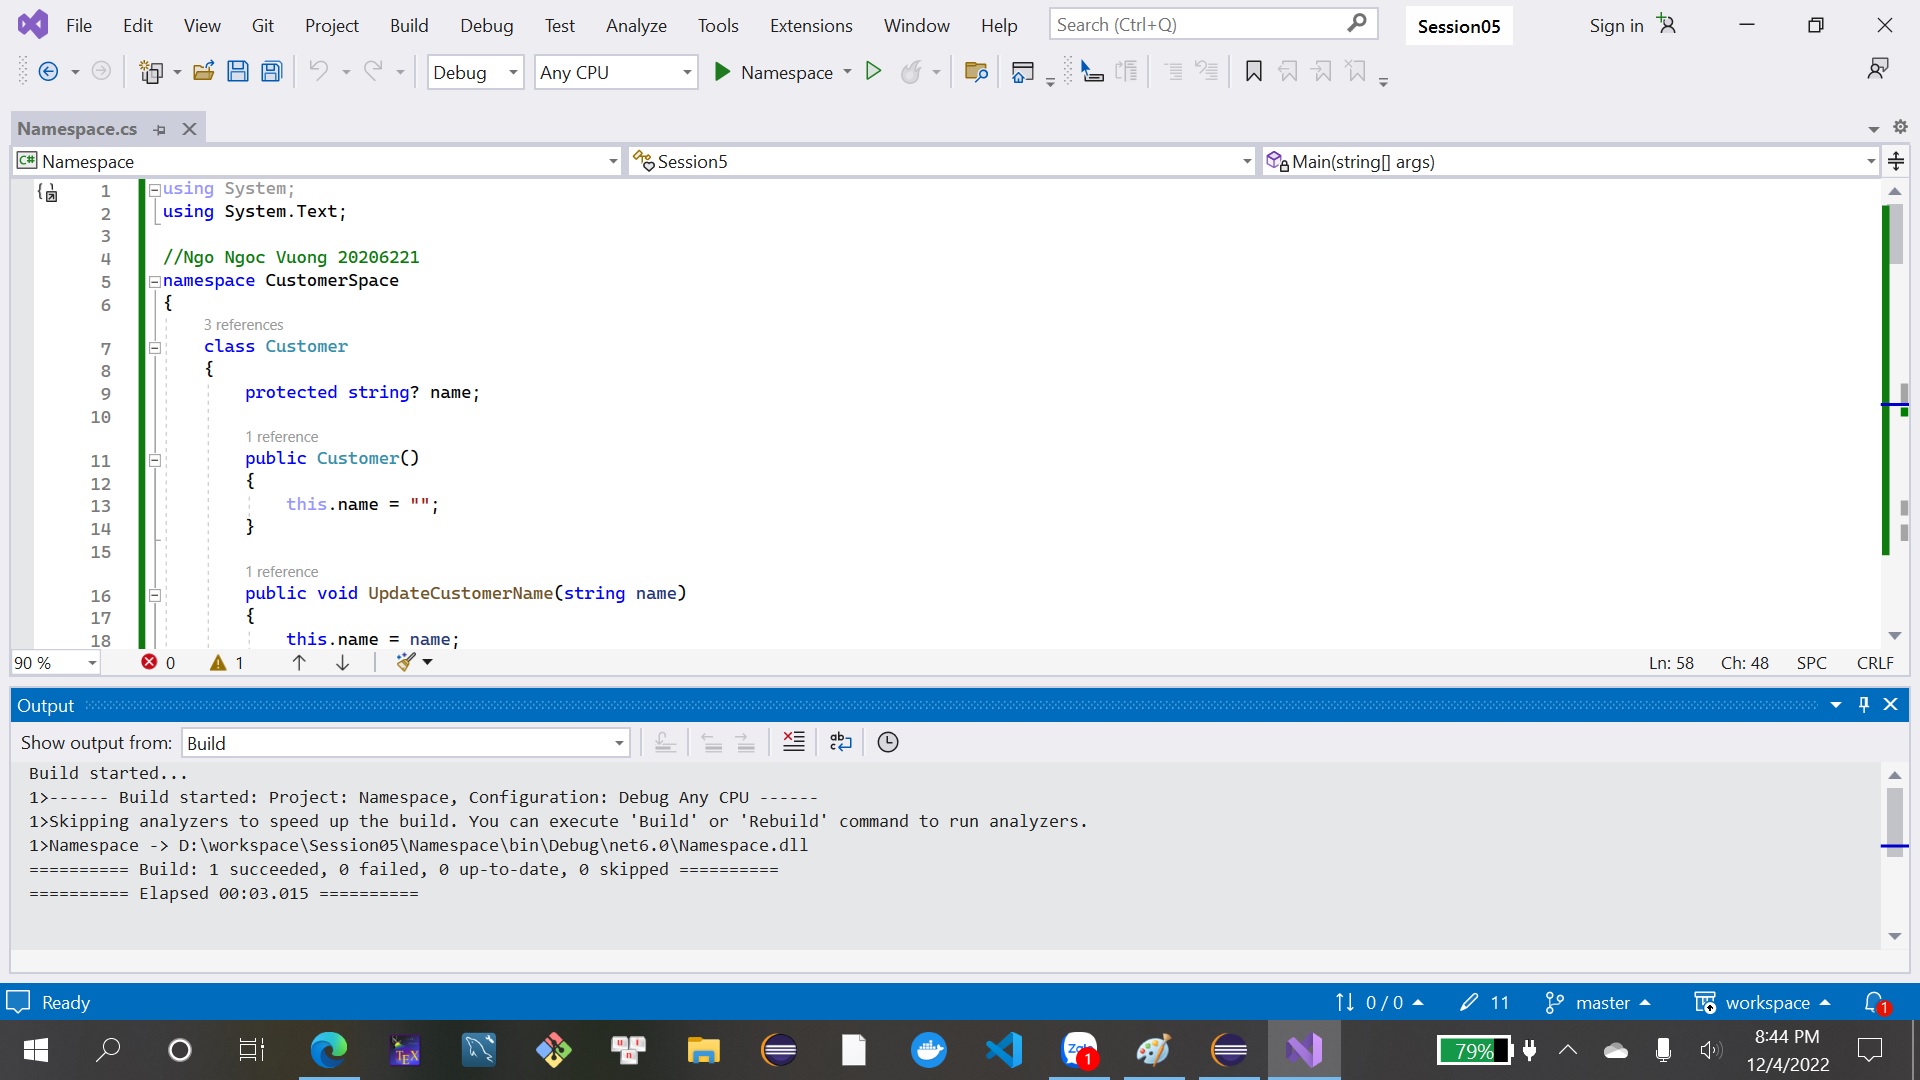 File Edit View Git Project Build Debug Test Analyze Tools Extensions Window Help Search (Ctrl+Q) Session05 Sign in
Debug Any CPU Namespace
Namespace.cs
C# Namespace Session5 Main(string[] args)
1 using System;
2 using System.Text;
3
4 //Ngo Ngoc Vuong 20206221
5 namespace CustomerSpace
6 {
3 references
7 class Customer
8 {
9 protected string? name;
10
1 reference
11 public Customer()
12 {
13 this.name = "";
14 }
15
1 reference
16 public void UpdateCustomerName(string name)
17 {
18 this.name = name;
90 % 0 1 Ln: 58 Ch: 48 SPC CRLF
Output
Show output from: Build
Build started...
1>------ Build started: Project: Namespace, Configuration: Debug Any CPU ------
1>Skipping analyzers to speed up the build. You can execute 'Build' or 'Rebuild' command to run analyzers.
1>Namespace -> D:\workspace\Session05\Namespace\bin\Debug\net6.0\Namespace.dll
========== Build: 1 succeeded, 0 failed, 0 up-to-date, 0 skipped ==========
========== Elapsed 00:03.015 ==========
Ready 0 / 0 11 master workspace 1
TEX Zalo 1 79% 8:44 PM
12/4/2022